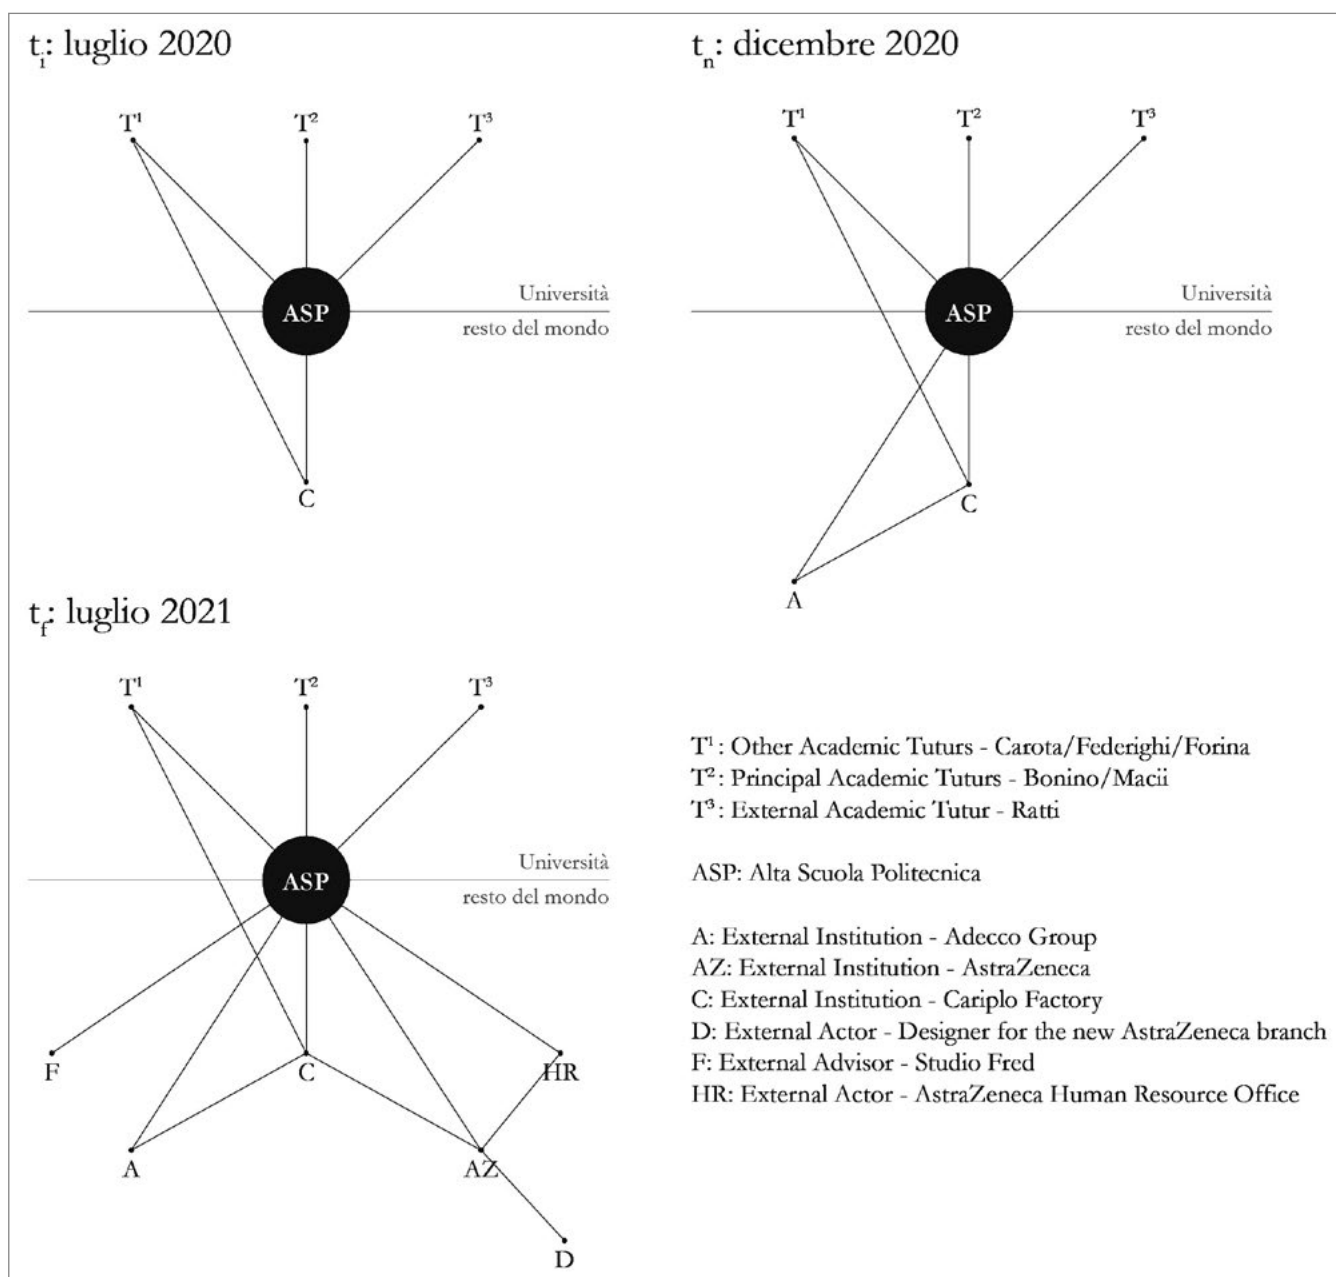 tᵢ: luglio 2020
T¹
T²
T³
Università
ASP
resto del mondo
C
tₙ: dicembre 2020
T¹
T²
T³
Università
ASP
resto del mondo
C
A
t_f: luglio 2021
T¹
T²
T³
Università
ASP
resto del mondo
F
C
HR
A
AZ
D
T¹: Other Academic Tuturs - Carota/Federighi/Forina
T²: Principal Academic Tuturs - Bonino/Macii
T³: External Academic Tutur - Ratti
ASP: Alta Scuola Politecnica
A: External Institution - Adecco Group
AZ: External Institution - AstraZeneca
C: External Institution - Cariplo Factory
D: External Actor - Designer for the new AstraZeneca branch
F: External Advisor - Studio Fred
HR: External Actor - AstraZeneca Human Resource Office